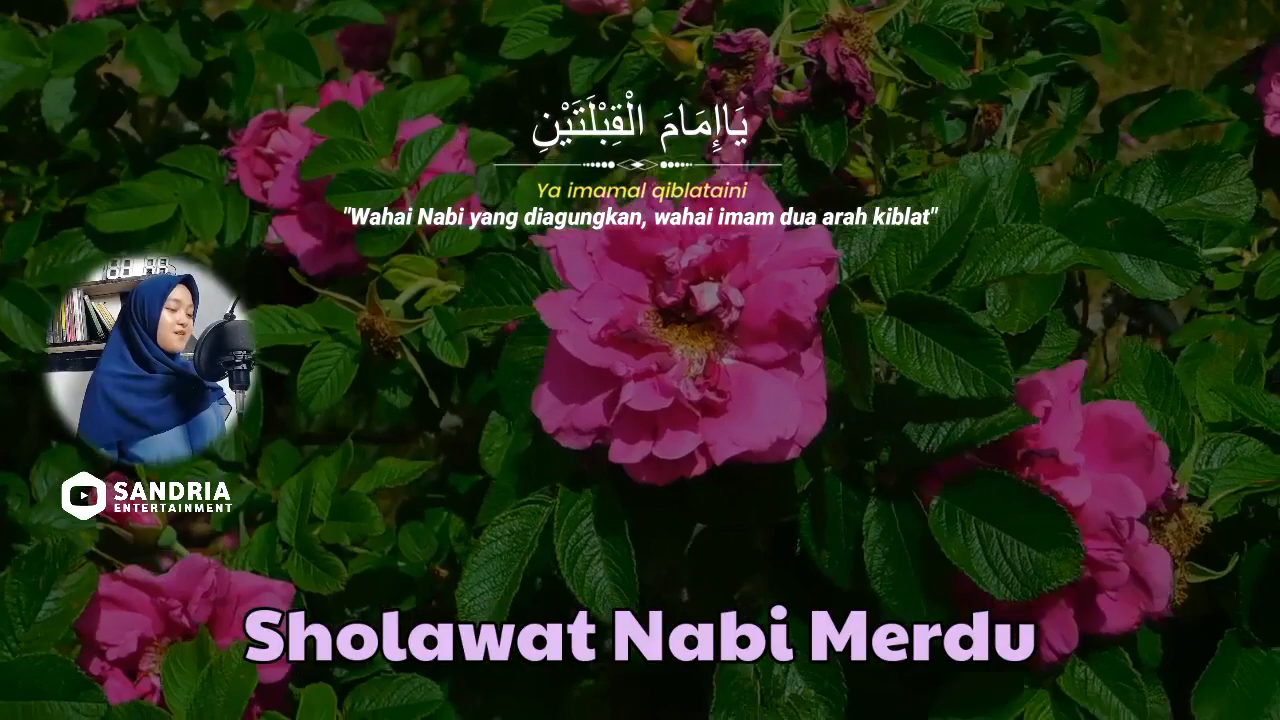 يَاإِمَامَ الْقِبْلَتَيْنِ
Ya imamal qiblataini
"Wahai Nabi yang diagungkan, wahai imam dua arah kiblat"
SANDRIA
ENTERTAINMENT
Sholawat Nabi Merdu